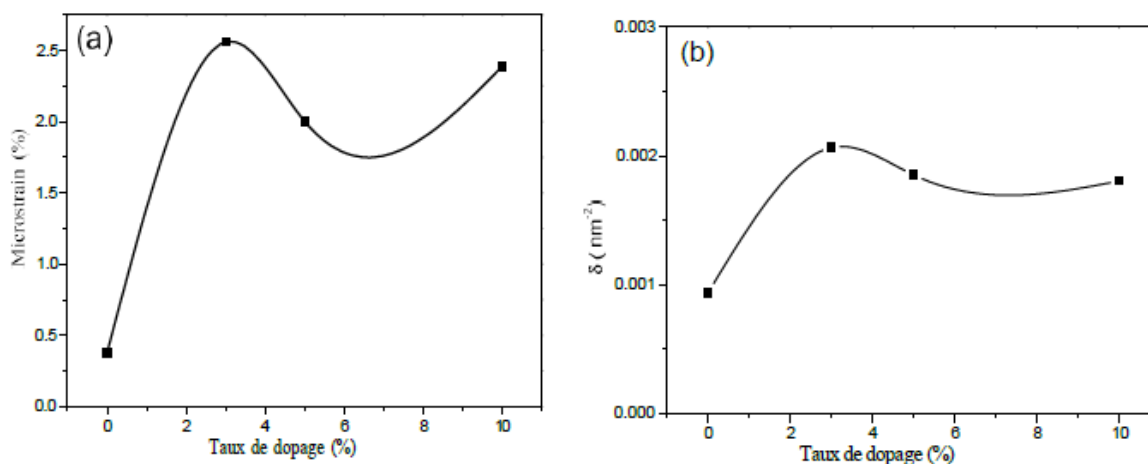 (a)
Microstrain (%)
2.5
2.0
1.5
1.0
0.5
0.0
0 2 4 6 8 10
Taux de dopage (%)
(b)
δ ( nm⁻²)
0.003
0.002
0.001
0.000
0 2 4 6 8 10
Taux de dopage (%)